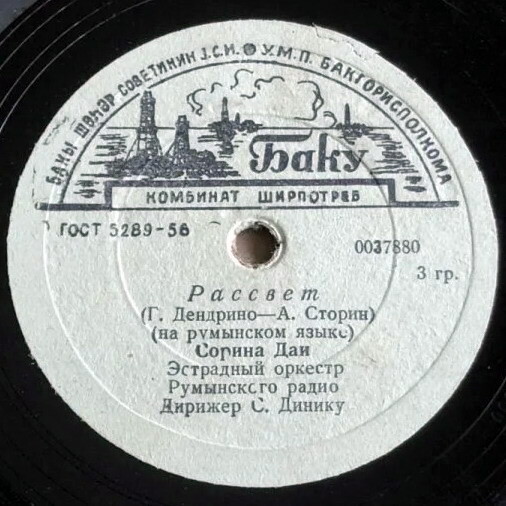 БАКЫ ШӘҺӘР СОВЕТИНИН J.С.И. У.М.П. БАКГОРИСПОЛКОМА
Баку
КОМБИНАТ ШИРПОТРЕБ
ГОСТ 5289-56
0037880
3 гр.
Рассвет
(Г. Дендрино—А. Сторин)
(на румынском языке)
Сорина Дан
Эстрадный оркестр
Румынского радио
Дирижер С. Динику